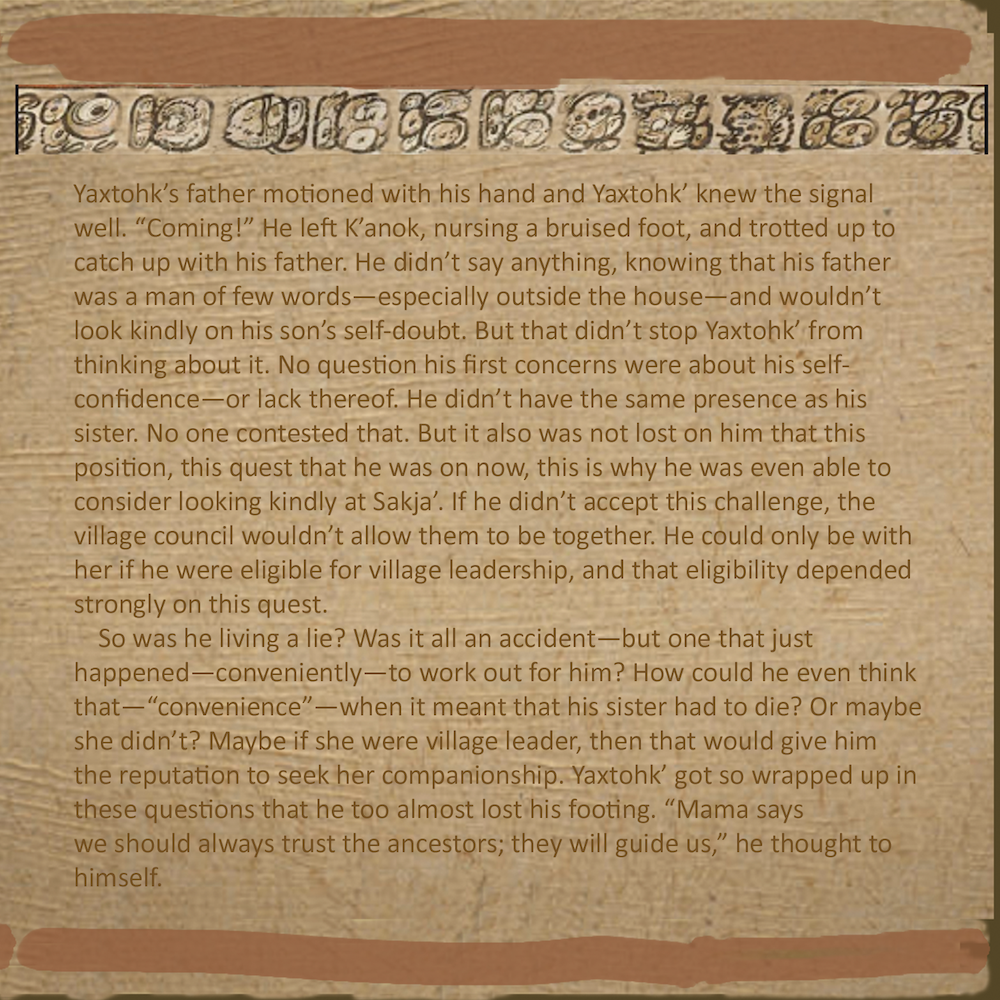 Yaxtohk’s father motioned with his hand and Yaxtohk’ knew the signal
well. “Coming!” He left K’anok, nursing a bruised foot, and trotted up to
catch up with his father. He didn’t say anything, knowing that his father
was a man of few words—especially outside the house—and wouldn’t
look kindly on his son’s self-doubt. But that didn’t stop Yaxtohk’ from
thinking about it. No question his first concerns were about his self-
confidence—or lack thereof. He didn’t have the same presence as his
sister. No one contested that. But it also was not lost on him that this
position, this quest that he was on now, this is why he was even able to
consider looking kindly at Sakja’. If he didn’t accept this challenge, the
village council wouldn’t allow them to be together. He could only be with
her if he were eligible for village leadership, and that eligibility depended
strongly on this quest.
So was he living a lie? Was it all an accident—but one that just
happened—conveniently—to work out for him? How could he even think
that—“convenience”—when it meant that his sister had to die? Or maybe
she didn’t? Maybe if she were village leader, then that would give him
the reputation to seek her companionship. Yaxtohk’ got so wrapped up in
these questions that he too almost lost his footing. “Mama says
we should always trust the ancestors; they will guide us,” he thought to
himself.